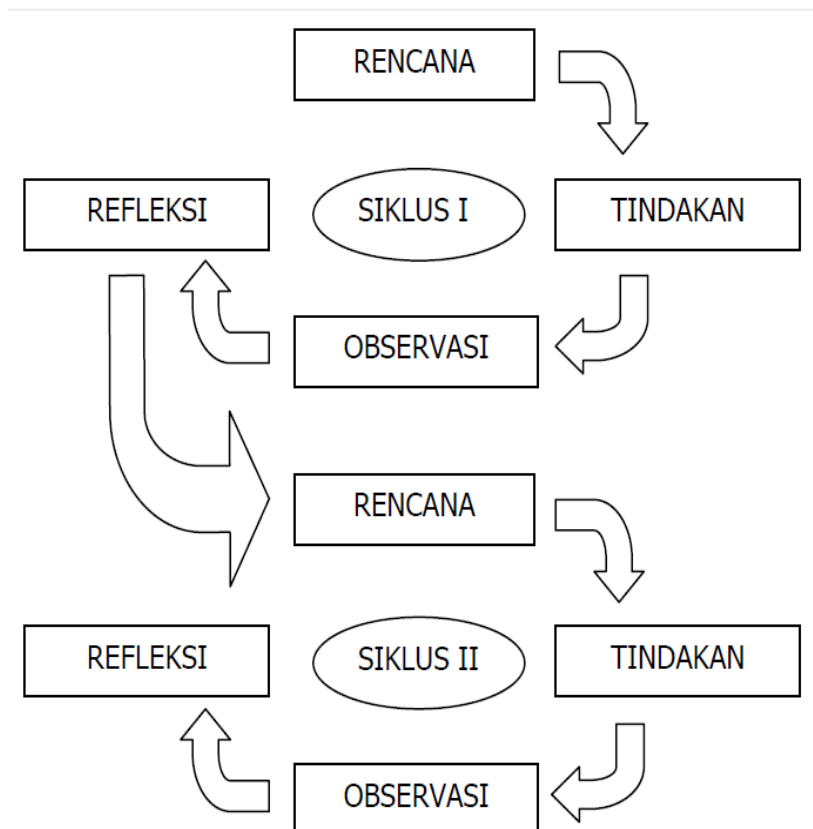 RENCANA
REFLEKSI
SIKLUS I
TINDAKAN
OBSERVASI
RENCANA
REFLEKSI
SIKLUS II
TINDAKAN
OBSERVASI